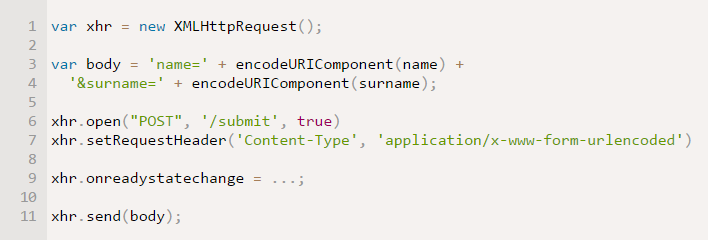 1 var xhr = new XMLHttpRequest();
2
3 var body = 'name=' + encodeURIComponent(name) +
4   '&surname=' + encodeURIComponent(surname);
5
6 xhr.open("POST", '/submit', true)
7 xhr.setRequestHeader('Content-Type', 'application/x-www-form-urlencoded')
8
9 xhr.onreadystatechange = ...;
10
11 xhr.send(body);